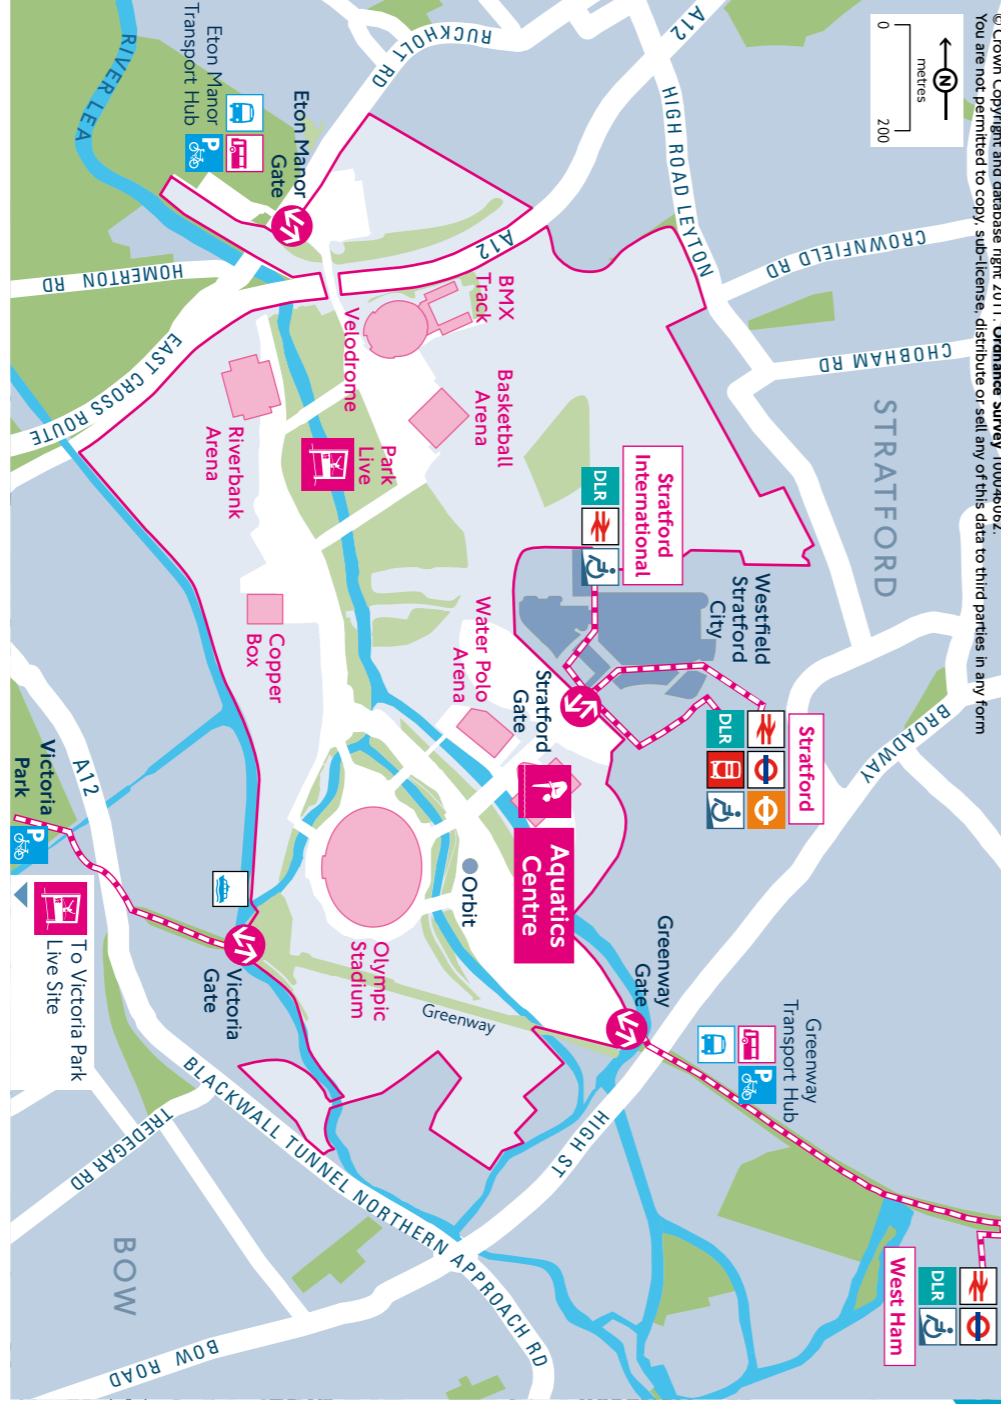 © Crown Copyright and database right 2011. Ordnance Survey 100046062.
You are not permitted to copy, sub-license, distribute or sell any of this data to third parties in any form
N
metres
0
200
A12
RUCKHOLT RD
HIGH ROAD LEYTON
CROWNFIELD RD
CHOBHAM RD
STRATFORD
BROADWAY
RIVER LEA
Eton Manor
Transport Hub
P
Eton Manor
Gate
A12
HOMERTON RD
EAST CROSS ROUTE
BMX
Track
Velodrome
Basketball
Arena
Riverbank
Arena
Park
Live
Copper
Box
Stratford
International
DLR
Westfield
Stratford
City
Water Polo
Arena
Stratford
Gate
Stratford
DLR
Aquatics
Centre
Orbit
Olympic
Stadium
Greenway
Greenway
Gate
Greenway
Transport Hub
P
Victoria
Gate
A12
Victoria
Park
P
To Victoria Park
Live Site
BLACKWALL TUNNEL NORTHERN APPROACH RD
TREDEGAR RD
HIGH ST
BOW
BOW ROAD
West Ham
DLR